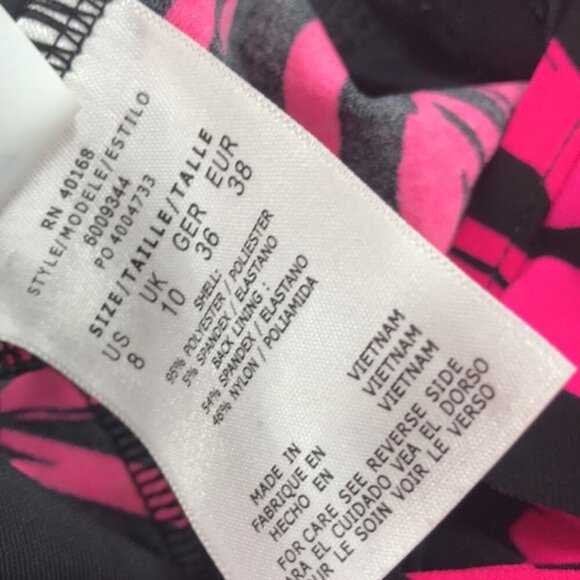 RN 40168
STYLE/MODELE/ESTILO
6009344
PO 4004733
SIZE/TAILLE/TALLE
US UK GER EUR
8 10 36 38
SHELL:
95% POLYESTER / POLIESTER
5% SPANDEX / ELASTANO
BACK LINING :
54% SPANDEX / ELASTANO
46% NYLON / POLIAMIDA
MADE IN VIETNAM
FABRIQUE EN VIETNAM
HECHO EN VIETNAM
FOR CARE SEE REVERSE SIDE
PARA EL CUIDADO VEA EL DORSO
POUR LE SOIN VOIR LE VERSO